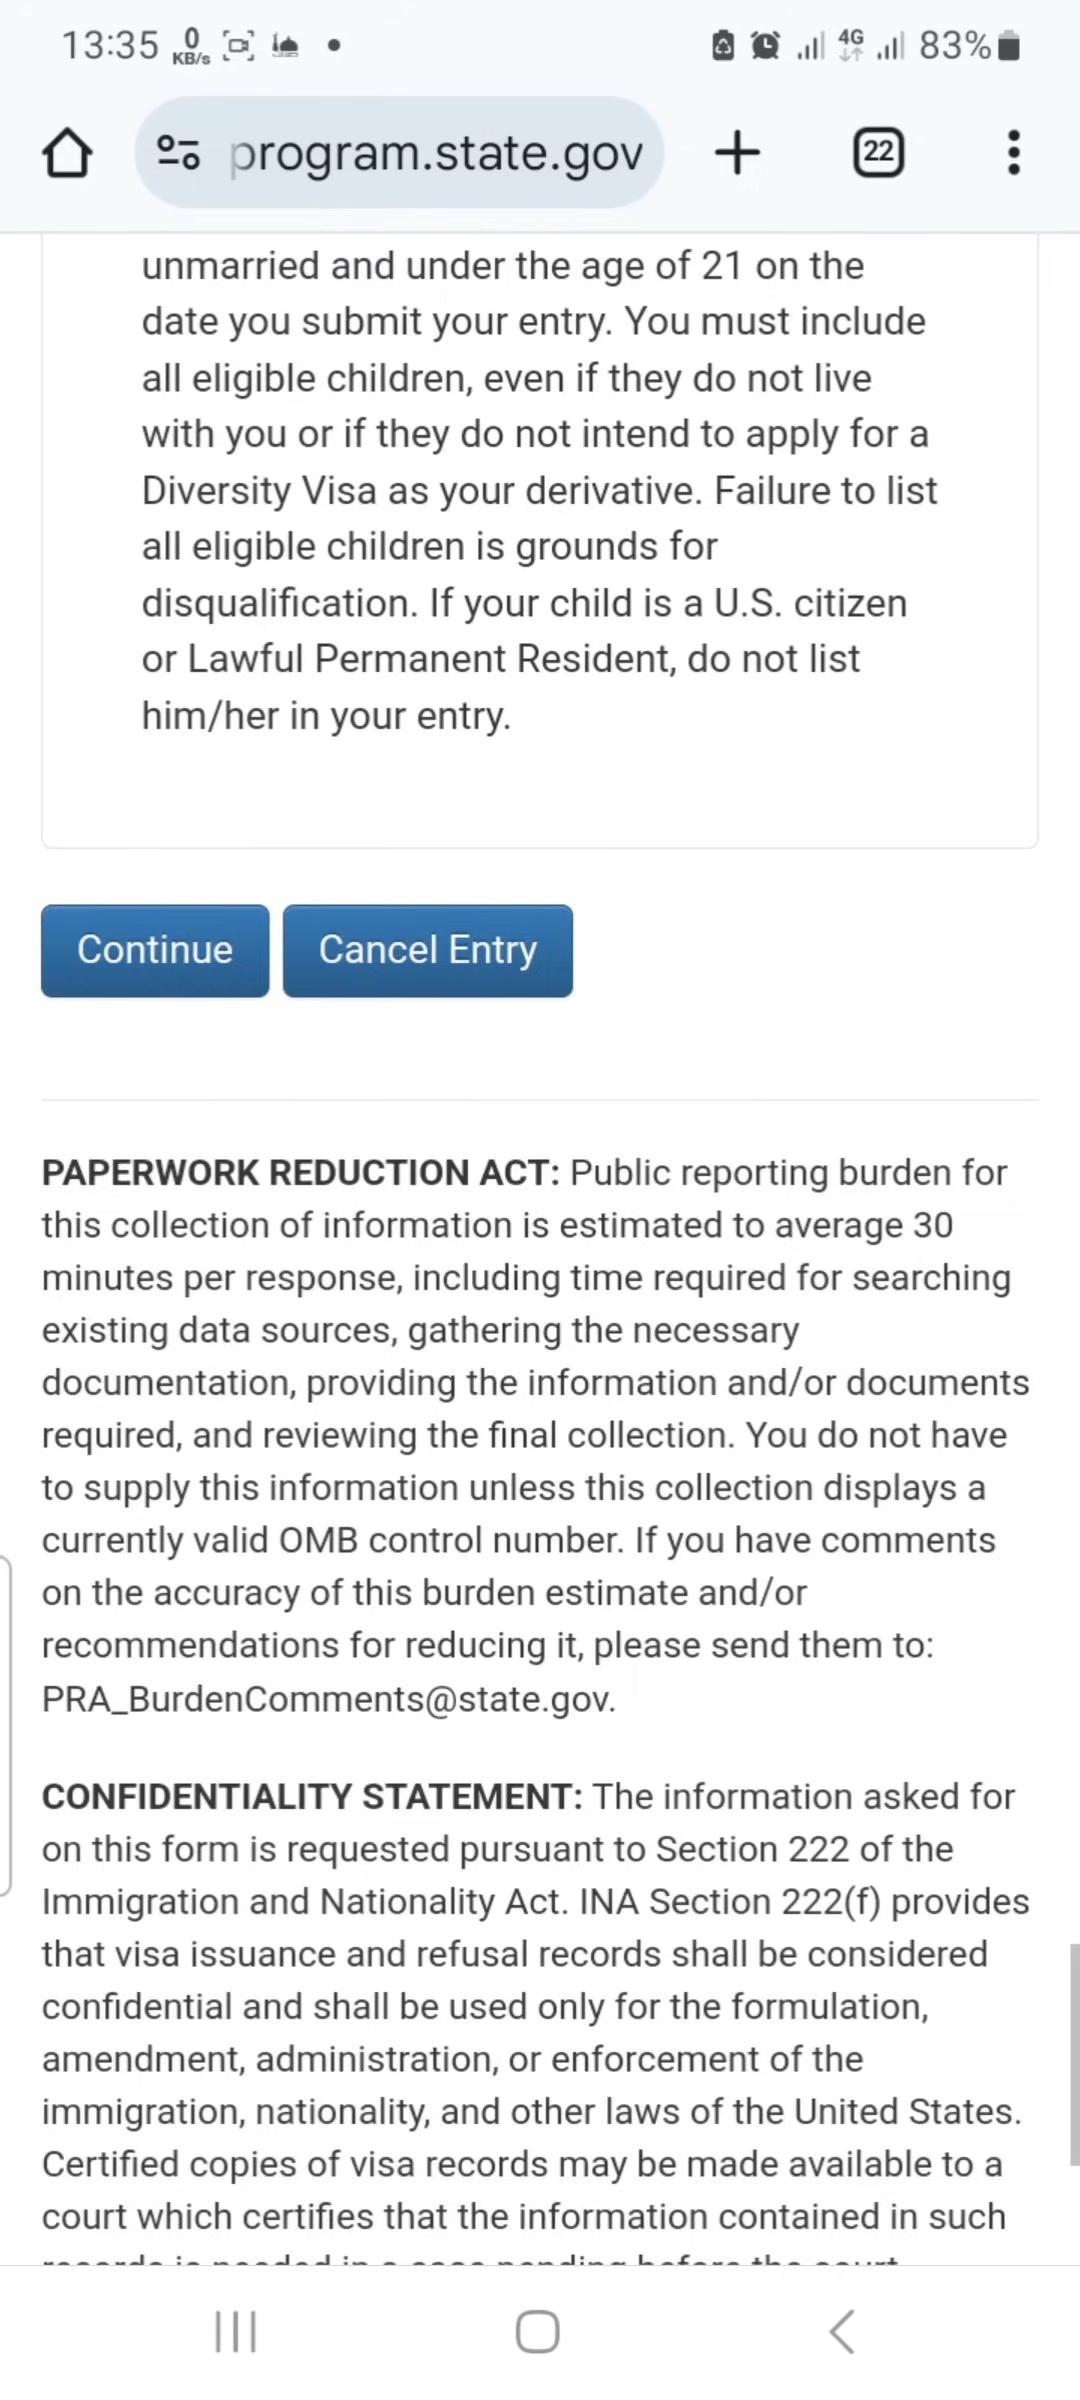 13:35 0 KB/s 4G 83%
program.state.gov 22
unmarried and under the age of 21 on the
date you submit your entry. You must include
all eligible children, even if they do not live
with you or if they do not intend to apply for a
Diversity Visa as your derivative. Failure to list
all eligible children is grounds for
disqualification. If your child is a U.S. citizen
or Lawful Permanent Resident, do not list
him/her in your entry.
Continue Cancel Entry
PAPERWORK REDUCTION ACT: Public reporting burden for
this collection of information is estimated to average 30
minutes per response, including time required for searching
existing data sources, gathering the necessary
documentation, providing the information and/or documents
required, and reviewing the final collection. You do not have
to supply this information unless this collection displays a
currently valid OMB control number. If you have comments
on the accuracy of this burden estimate and/or
recommendations for reducing it, please send them to:
PRA_BurdenComments@state.gov.
CONFIDENTIALITY STATEMENT: The information asked for
on this form is requested pursuant to Section 222 of the
Immigration and Nationality Act. INA Section 222(f) provides
that visa issuance and refusal records shall be considered
confidential and shall be used only for the formulation,
amendment, administration, or enforcement of the
immigration, nationality, and other laws of the United States.
Certified copies of visa records may be made available to a
court which certifies that the information contained in such
records is needed in a case pending before the court.